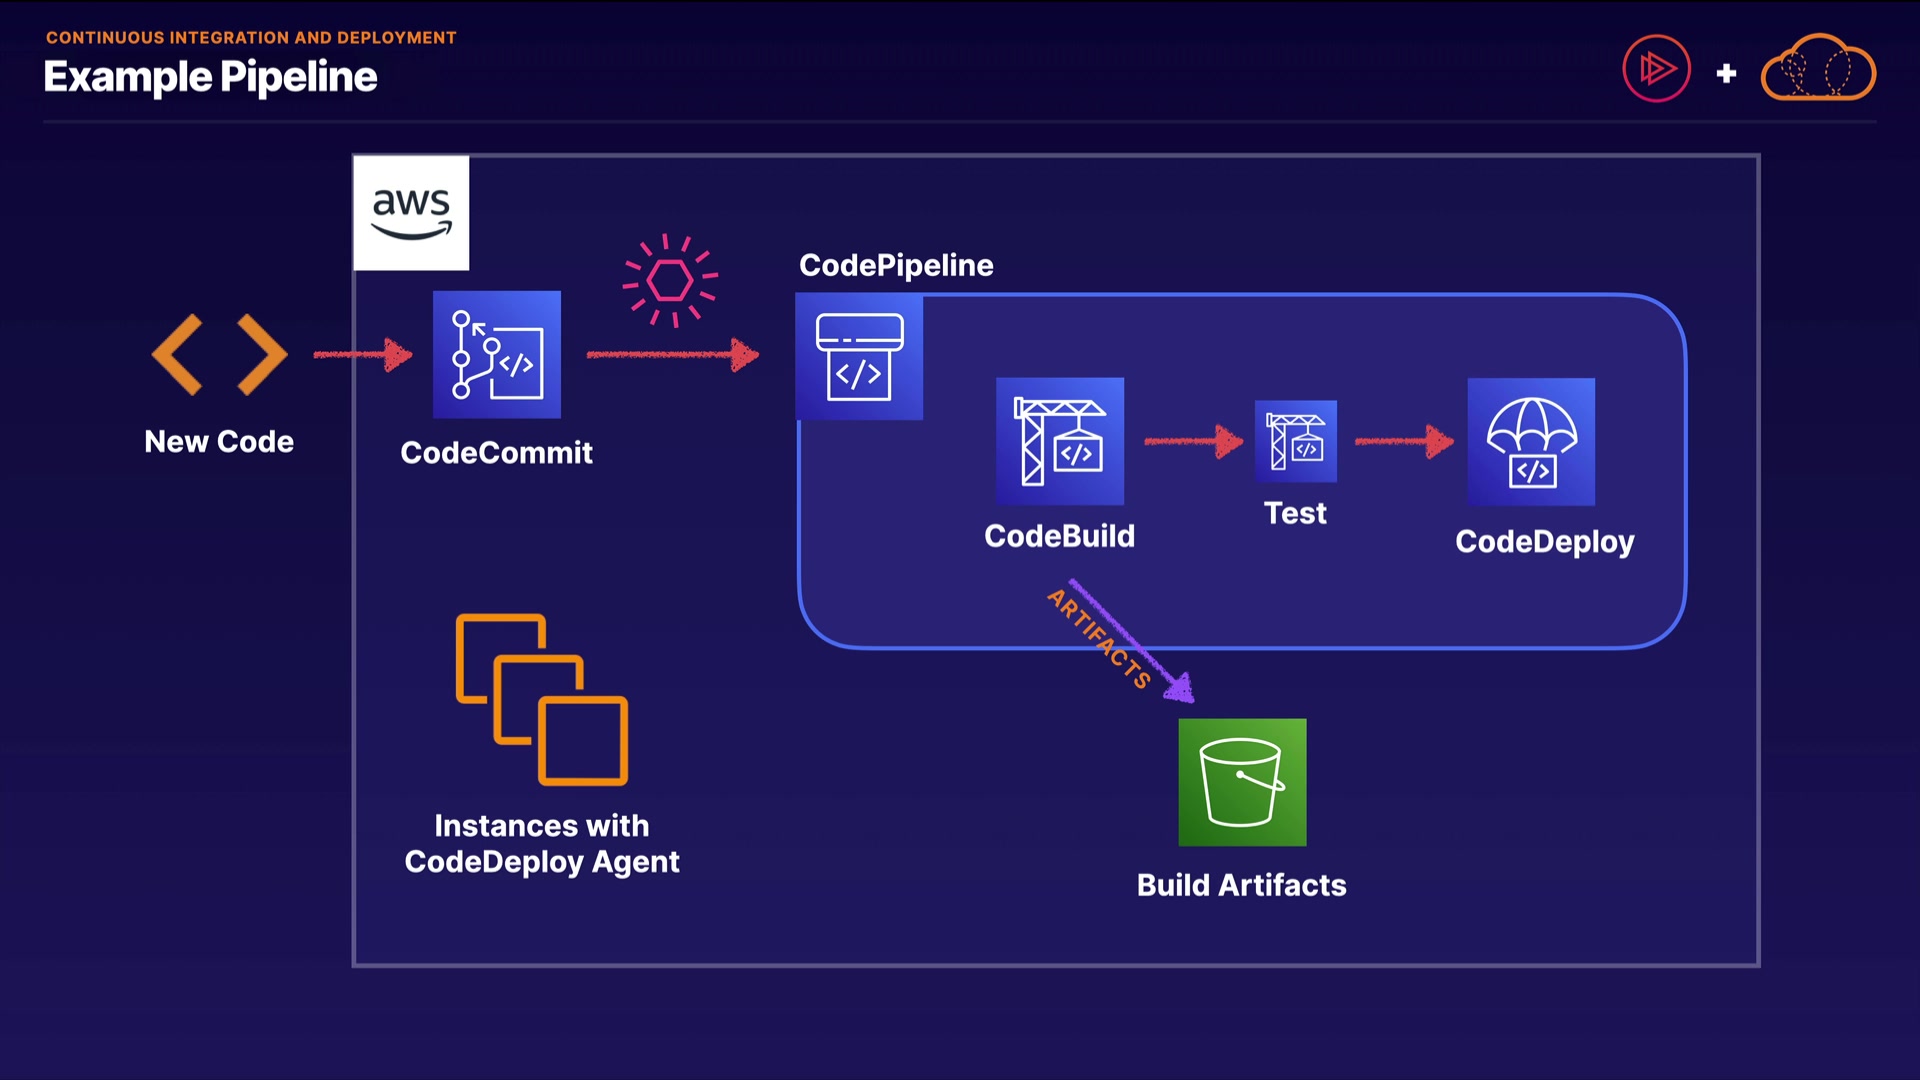 CONTINUOUS INTEGRATION AND DEPLOYMENT
Example Pipeline
aws
CodePipeline
New Code
CodeCommit
CodeBuild
Test
CodeDeploy
ARTIFACTS
Instances with
CodeDeploy Agent
Build Artifacts